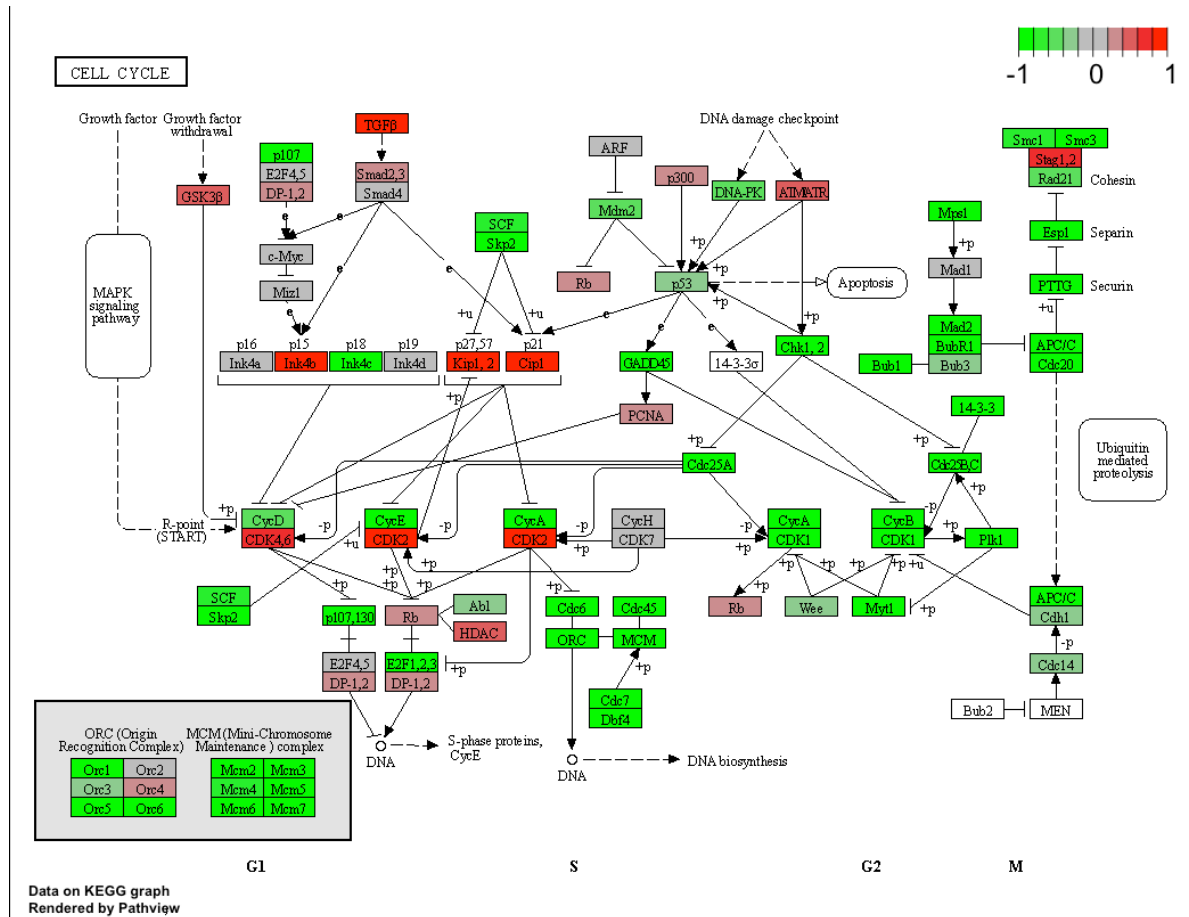 -1 0 1
CELL CYCLE
Growth factor
Growth factor
withdrawal
TGFβ
DNA damage checkpoint
Smc1 Smc3
Stag1,2
Rad21
Cohesin
p107
E2F4,5
DP-1,2
Smad2,3
Smad4
ARF
p300
DNA-PK
ATMATR
GSK3β
Mdm2
SCF
Skp2
Mps1
Esp1
Separin
e
e
e
+p
+p
+p
c-Myc
Miz1
Rb
p53
Apoptosis
Mad1
PTTG
Securin
MAPK
signaling
pathway
e
e
+u
+u
e
e
+p
+p
+u
Mad2
BubR1
Bub3
Bub1
APC/C
Cdc20
p16
Ink4a
p15
Ink4b
p18
Ink4c
p19
Ink4d
p27,57
Kip1, 2
p21
Cip1
GADD45
14-3-3σ
Chk1, 2
+p
PCNA
14-3-3
Ubiquitin
mediated
proteolysis
+p
+p
Cdc25A
Cdc25B,C
+p
R-point
(START)
+p
CycD
CDK4,6
-p
CycE
CDK2
-p
CycA
CDK2
-p
+p
CycH
CDK7
-p
+p
CycA
CDK1
CycB
CDK1
-p
+p
Plk1
+u
+p
+p
+p
+p
+p
+p
+p
+p
+u
+p
SCF
Skp2
p107,130
Rb
Abl
HDAC
Cdc6
Cdc45
ORC
MCM
Rb
Wee
Myt1
APC/C
Cdh1
-p
Cdc14
E2F4,5
DP-1,2
E2F1,2,3
DP-1,2
+p
+p
Cdc7
Dbf4
Bub2
MEN
DNA
S-phase proteins,
CycE
DNA
DNA biosynthesis
ORC (Origin
Recognition Complex)
MCM (Mini-Chromosome
Maintenance ) complex
Orc1 Orc2
Orc3 Orc4
Orc5 Orc6
Mcm2 Mcm3
Mcm4 Mcm5
Mcm6 Mcm7
G1 S G2 M
Data on KEGG graph
Rendered by Pathview